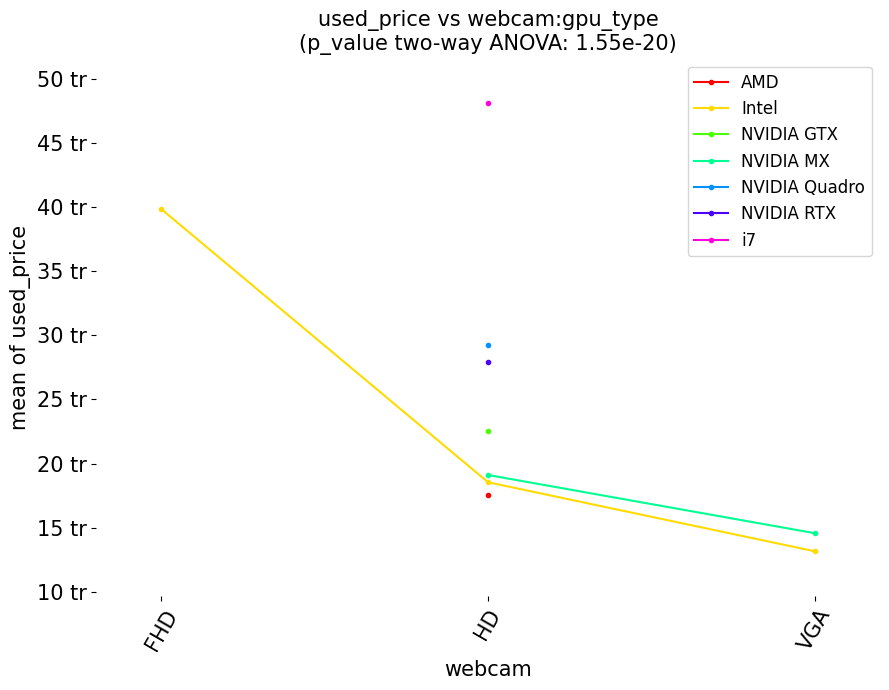 used_price vs webcam:gpu_type
(p_value two-way ANOVA: 1.55e-20)
50 tr
45 tr
40 tr
35 tr
30 tr
25 tr
20 tr
15 tr
10 tr
mean of used_price
AMD
Intel
NVIDIA GTX
NVIDIA MX
NVIDIA Quadro
NVIDIA RTX
i7
FHD
HD
VGA
webcam